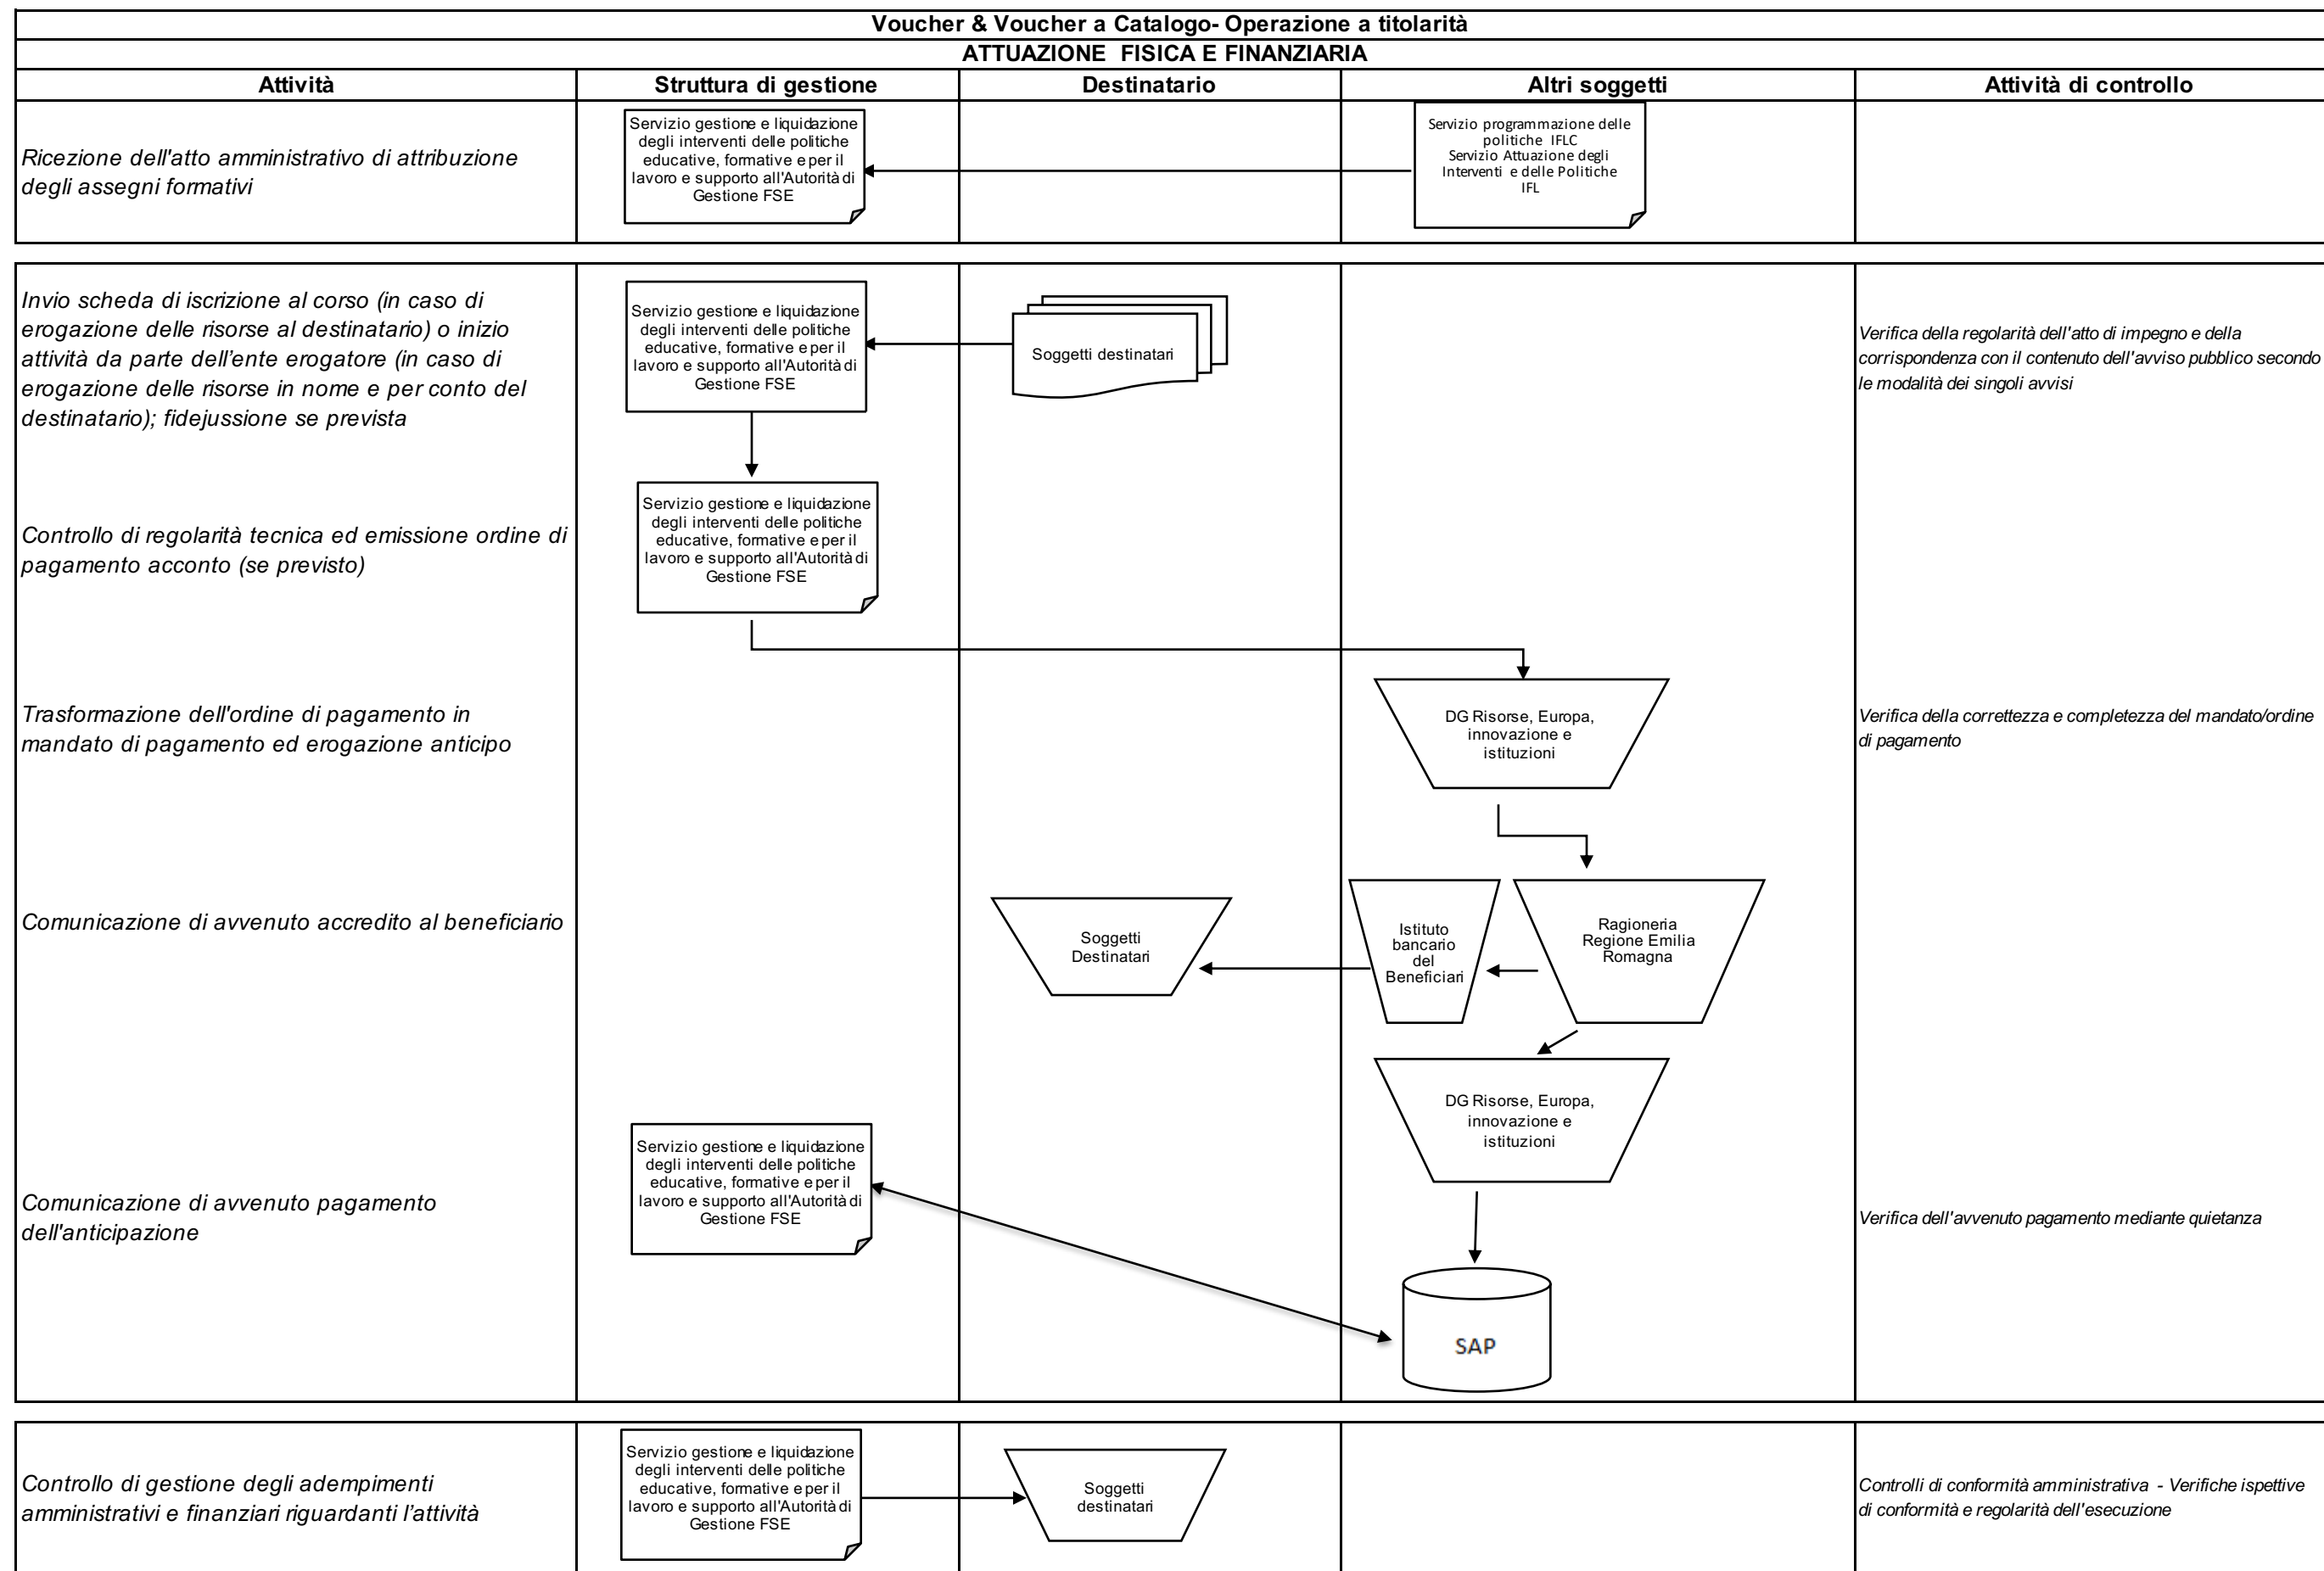 Voucher & Voucher a Catalogo- Operazione a titolarità
ATTUAZIONE FISICA E FINANZIARIA
Attività
Struttura di gestione
Destinatario
Altri soggetti
Attività di controllo
Ricezione dell'atto amministrativo di attribuzione
degli assegni formativi
Servizio gestione e liquidazione
degli interventi delle politiche
educative, formative e per il
lavoro e supporto all'Autorità di
Gestione FSE
Servizio programmazione delle
politiche IFLC
Servizio Attuazione degli
Interventi e delle Politiche
IFL
Invio scheda di iscrizione al corso (in caso di
erogazione delle risorse al destinatario) o inizio
attività da parte dell'ente erogatore (in caso di
erogazione delle risorse in nome e per conto del
destinatario); fidejussione se prevista
Servizio gestione e liquidazione
degli interventi delle politiche
educative, formative e per il
lavoro e supporto all'Autorità di
Gestione FSE
Soggetti destinatari
Verifica della regolarità dell'atto di impegno e della
corrispondenza con il contenuto dell'avviso pubblico secondo
le modalità dei singoli avvisi
Controllo di regolarità tecnica ed emissione ordine di
pagamento acconto (se previsto)
Servizio gestione e liquidazione
degli interventi delle politiche
educative, formative e per il
lavoro e supporto all'Autorità di
Gestione FSE
Trasformazione dell'ordine di pagamento in
mandato di pagamento ed erogazione anticipo
DG Risorse, Europa,
innovazione e
istituzioni
Verifica della correttezza e completezza del mandato/ordine
di pagamento
Comunicazione di avvenuto accredito al beneficiario
Soggetti
Destinatari
Istituto
bancario
del
Beneficiari
Ragioneria
Regione Emilia
Romagna
DG Risorse, Europa,
innovazione e
istituzioni
Comunicazione di avvenuto pagamento
dell'anticipazione
Servizio gestione e liquidazione
degli interventi delle politiche
educative, formative e per il
lavoro e supporto all'Autorità di
Gestione FSE
Verifica dell'avvenuto pagamento mediante quietanza
SAP
Controllo di gestione degli adempimenti
amministrativi e finanziari riguardanti l'attività
Servizio gestione e liquidazione
degli interventi delle politiche
educative, formative e per il
lavoro e supporto all'Autorità di
Gestione FSE
Soggetti
destinatari
Controlli di conformità amministrativa - Verifiche ispettive
di conformità e regolarità dell'esecuzione